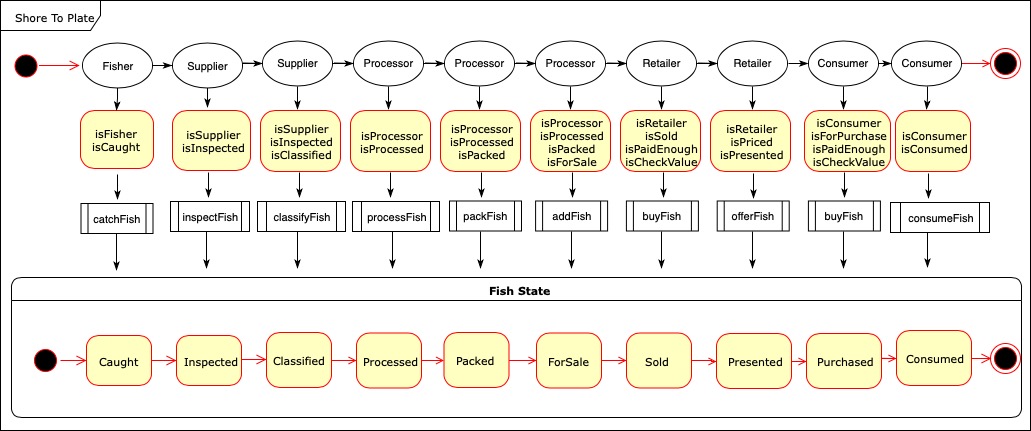 Shore To Plate
Fisher
Supplier
Supplier
Processor
Processor
Processor
Retailer
Retailer
Consumer
Consumer
isFisher
isCaught
isSupplier
isInspected
isSupplier
isInspected
isClassified
isProcessor
isProcessed
isProcessor
isProcessed
isPacked
isProcessor
isProcessed
isPacked
isForSale
isRetailer
isSold
isPaidEnough
isCheckValue
isRetailer
isPriced
isPresented
isConsumer
isForPurchase
isPaidEnough
isCheckValue
isConsumer
isConsumed
catchFish
inspectFish
classifyFish
processFish
packFish
addFish
buyFish
offerFish
buyFish
consumeFish
Fish State
Caught
Inspected
Classified
Processed
Packed
ForSale
Sold
Presented
Purchased
Consumed